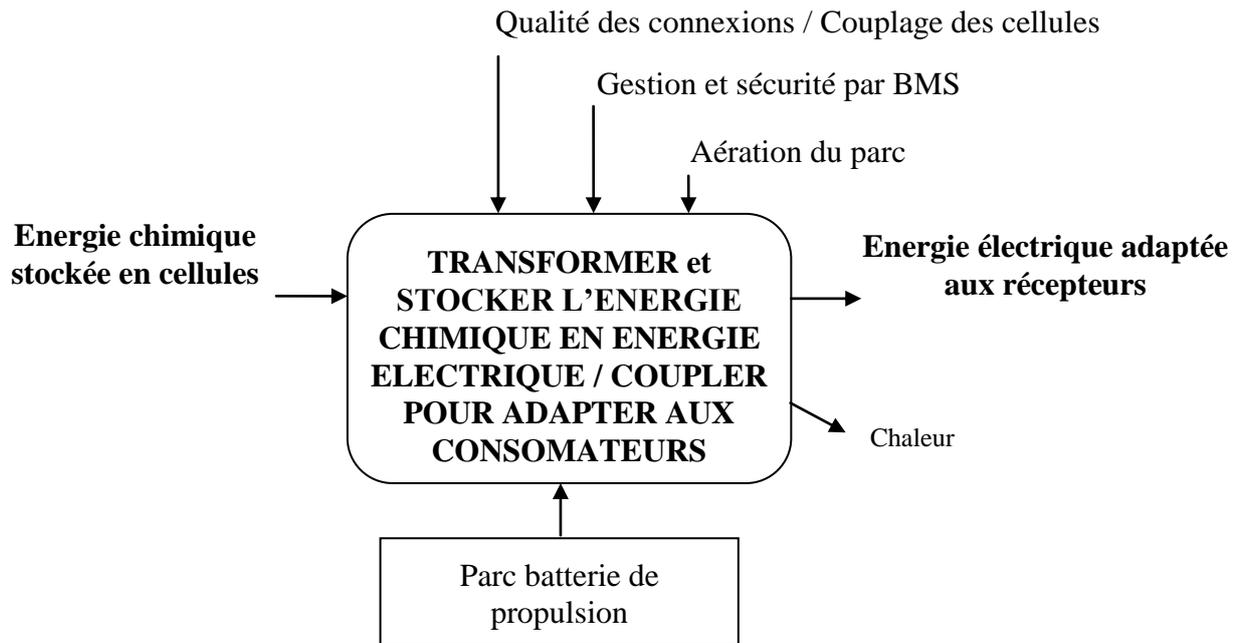 Qualité des connexions / Couplage des cellules
Gestion et sécurité par BMS
Aération du parc
Energie chimique
stockée en cellules
TRANSFORMER et
STOCKER L’ENERGIE
CHIMIQUE EN ENERGIE
ELECTRIQUE / COUPLER
POUR ADAPTER AUX
CONSOMATEURS
Energie électrique adaptée
aux récepteurs
Chaleur
Parc batterie de
propulsion